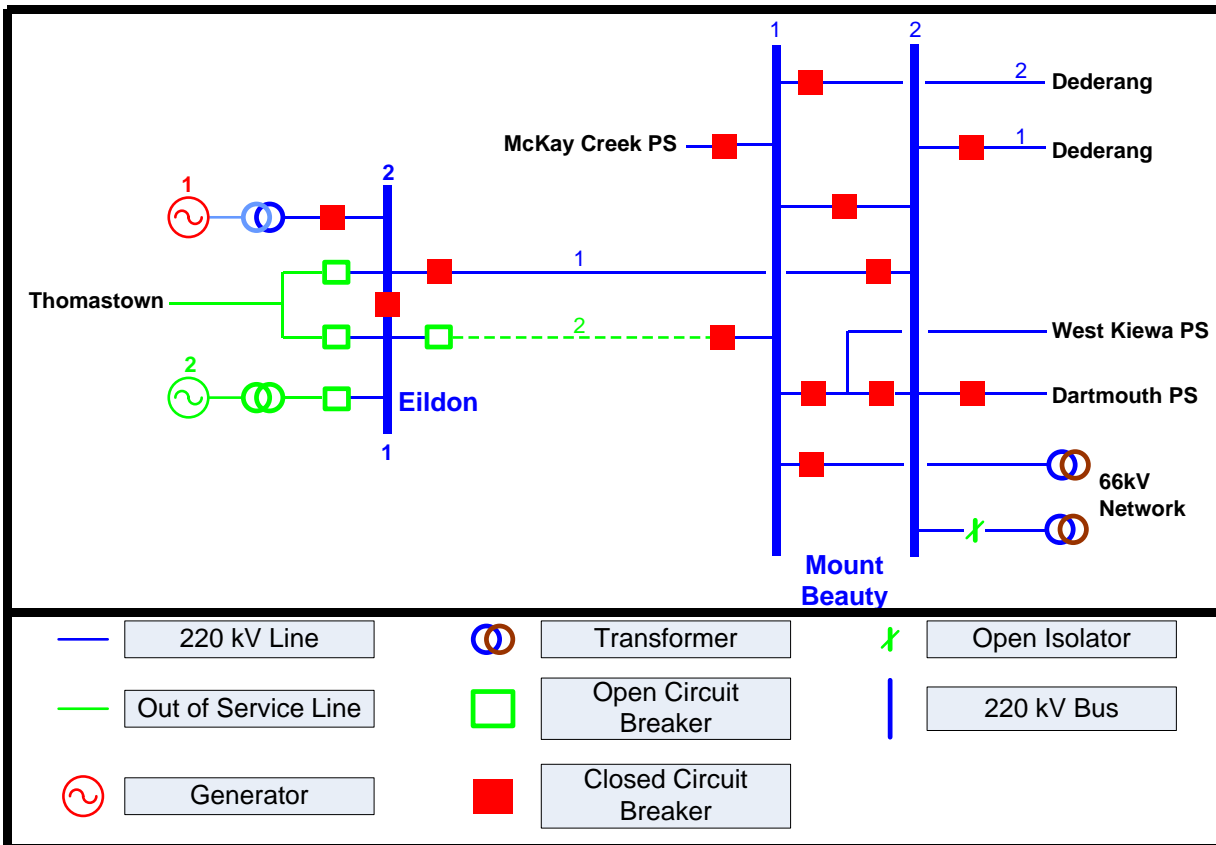 1
2
2
Dederang
McKay Creek PS
1
Dederang
1
2
1
Thomastown
2
West Kiewa PS
2
Eildon
Dartmouth PS
1
66kV
Network
Mount
Beauty
220 kV Line
Transformer
Open Isolator
Out of Service Line
Open Circuit
Breaker
220 kV Bus
Generator
Closed Circuit
Breaker